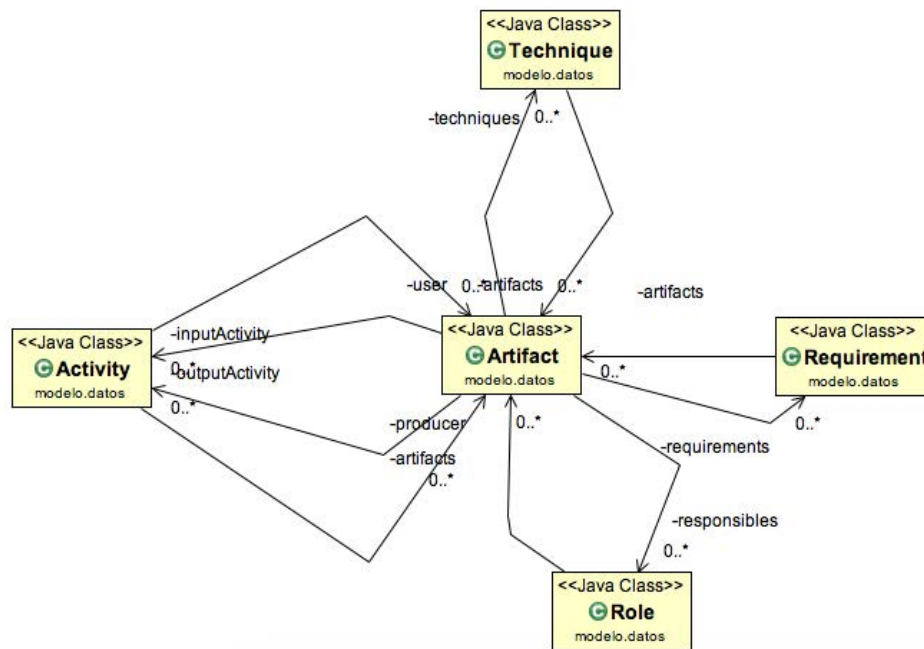 <<Java Class>>
Technique
modelo.datos
-techniques
0..*
-user
0..*
-artifacts
0..*
-artifacts
<<Java Class>>
Activity
modelo.datos
-inputActivity
0..*
-outputActivity
0..*
<<Java Class>>
Artifact
modelo.datos
<<Java Class>>
Requirement
modelo.datos
0..*
0..*
-producer
0..*
-artifacts
0..*
-requirements
-responsibles
0..*
<<Java Class>>
Role
modelo.datos